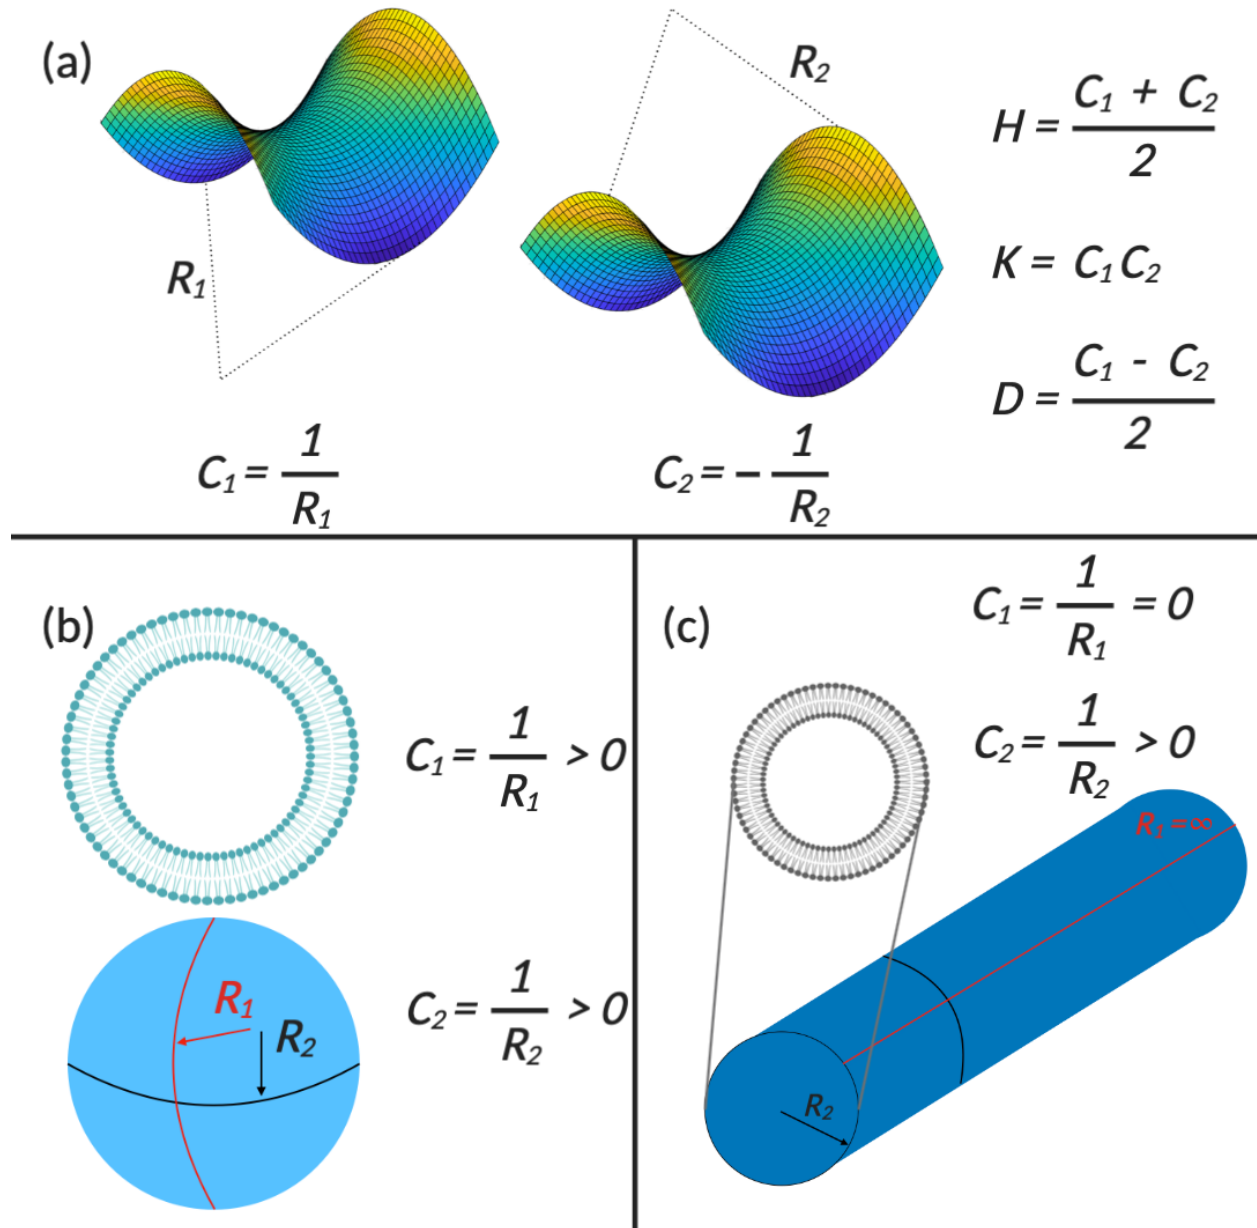 (a)
R₁
R₂
H = (C₁ + C₂)/2
K = C₁C₂
D = (C₁ - C₂)/2
C₁ = 1/R₁
C₂ = - 1/R₂
(b)
C₁ = 1/R₁ > 0
R₁
R₂
C₂ = 1/R₂ > 0
(c)
C₁ = 1/R₁ = 0
C₂ = 1/R₂ > 0
R₁ = ∞
R₂